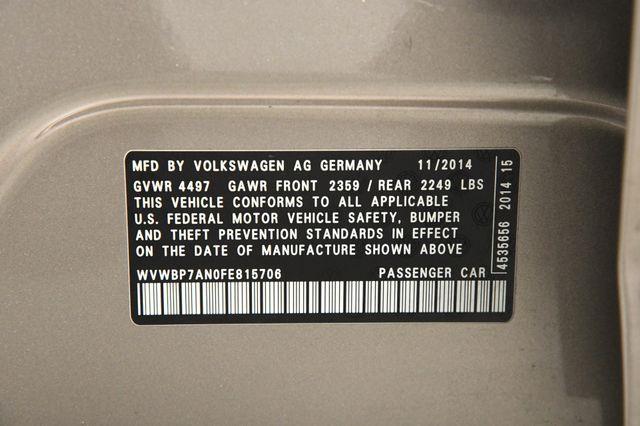 MFD BY VOLKSWAGEN AG GERMANY 11/2014
GVWR 4497 GAWR FRONT 2359 / REAR 2249 LBS
THIS VEHICLE CONFORMS TO ALL APPLICABLE
U.S. FEDERAL MOTOR VEHICLE SAFETY, BUMPER
AND THEFT PREVENTION STANDARDS IN EFFECT
ON THE DATE OF MANUFACTURE SHOWN ABOVE
WVWBP7AN0FE815706 PASSENGER CAR
4535656 2014 15